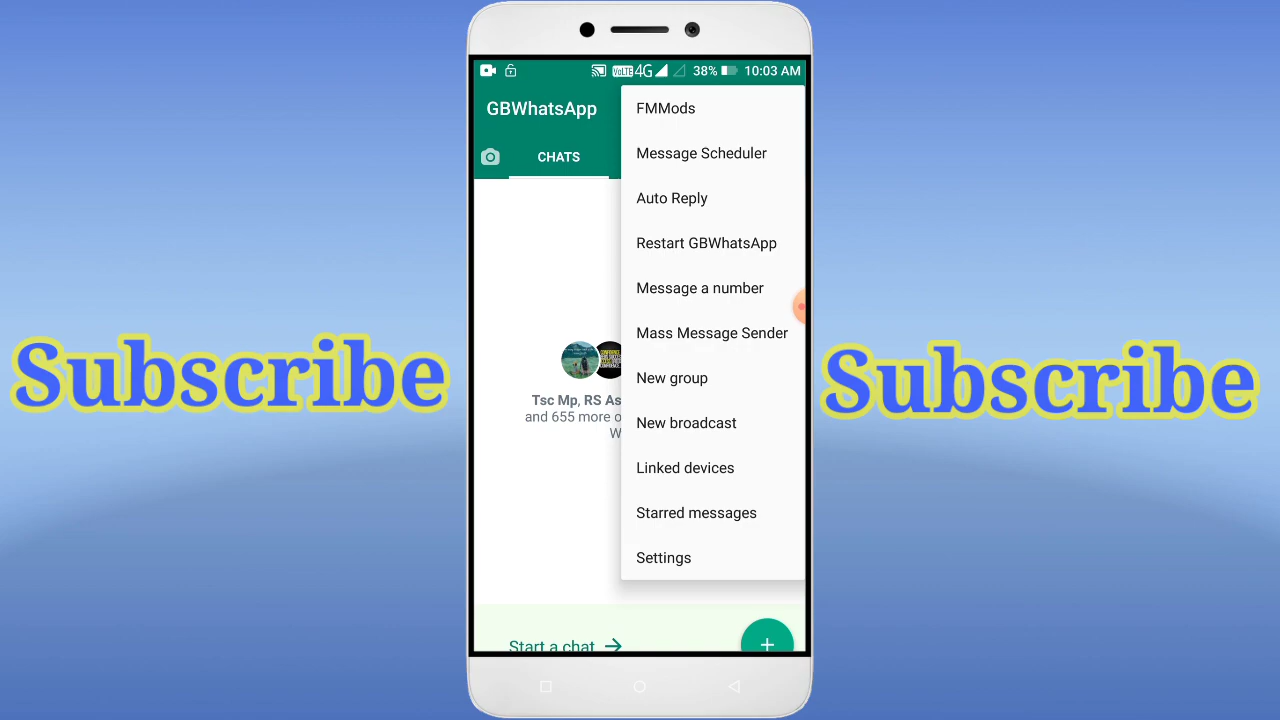 Subscribe
VoLTE 4G 38% 10:03 AM
GBWhatsApp
CHATS
FMMods
Message Scheduler
Auto Reply
Restart GBWhatsApp
Message a number
Mass Message Sender
New group
New broadcast
Linked devices
Starred messages
Settings
Tsc Mp, RS As
and 655 more o
W
Start a chat
Subscribe